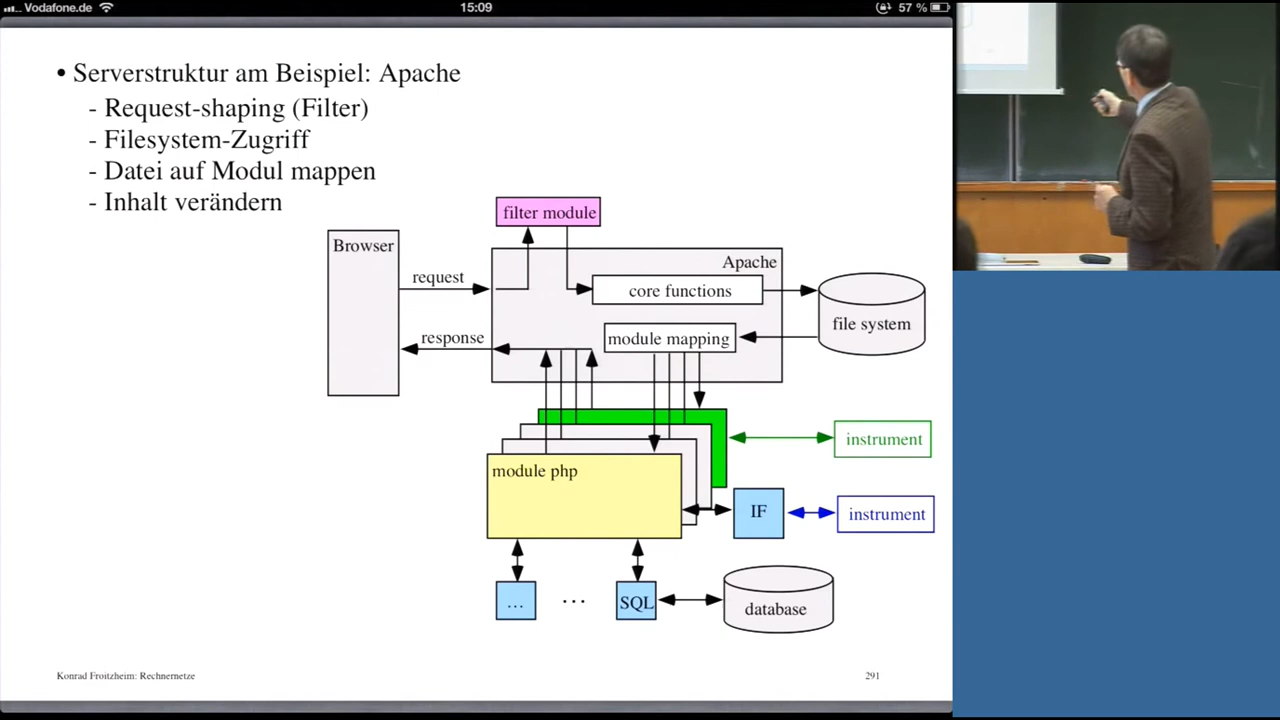 Vodafone.de
15:09
57 %
• Serverstruktur am Beispiel: Apache
- Request-shaping (Filter)
- Filesystem-Zugriff
- Datei auf Modul mappen
- Inhalt verändern
filter module
Browser
Apache
request
core functions
file system
response
module mapping
instrument
module php
IF
instrument
...
...
SQL
database
Konrad Froitzheim: Rechnernetze
291